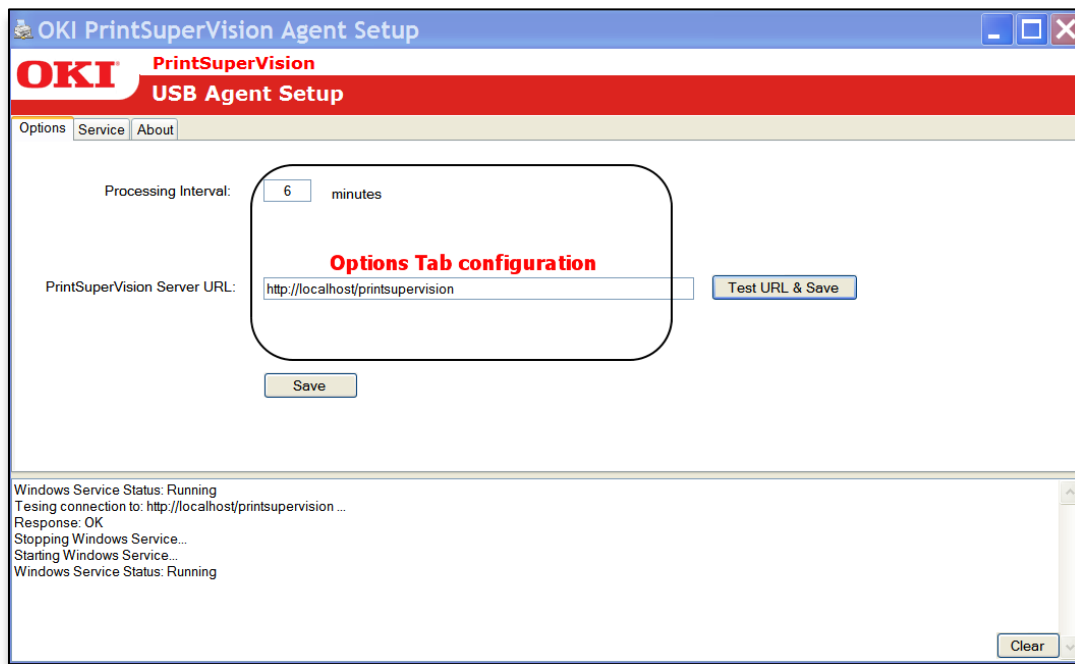 OKI PrintSuperVision Agent Setup
OKI
PrintSuperVision
USB Agent Setup
Options Service About
Processing Interval: 6 minutes
Options Tab configuration
PrintSuperVision Server URL: http://localhost/printsupervision Test URL & Save
Save
Windows Service Status: Running
Tesing connection to: http://localhost/printsupervision ...
Response: OK
Stopping Windows Service...
Starting Windows Service...
Windows Service Status: Running
Clear